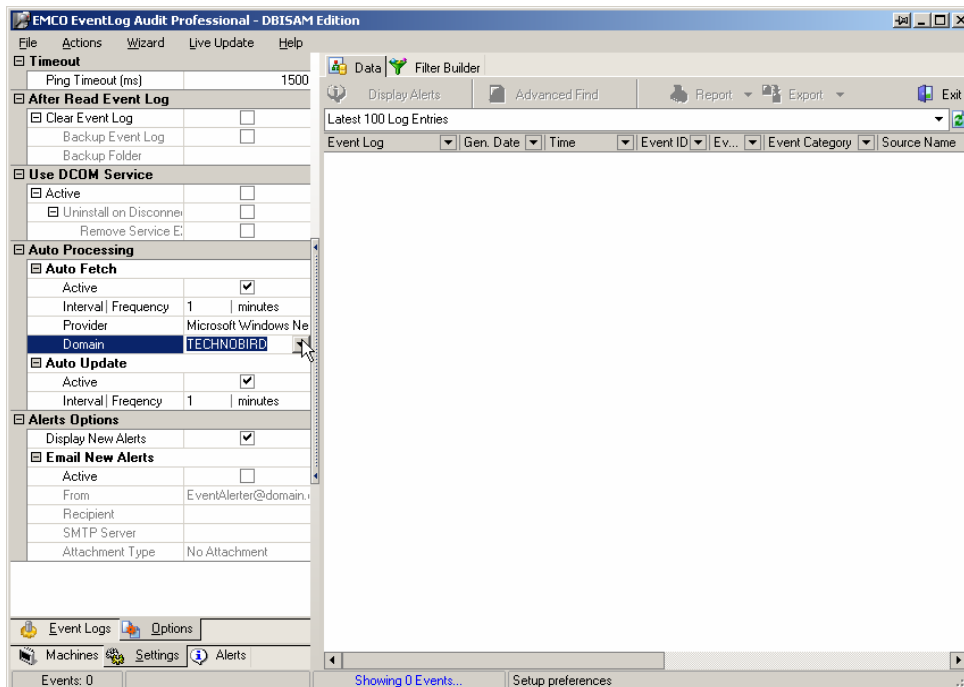 EMCO EventLog Audit Professional - DBISAM Edition
File Actions Wizard Live Update Help
Timeout
Ping Timeout (ms) 1500
After Read Event Log
Clear Event Log
Backup Event Log
Backup Folder
Use DCOM Service
Active
Uninstall on Disconne
Remove Service E
Auto Processing
Auto Fetch
Active
Interval | Frequency 1 | minutes
Provider Microsoft Windows Ne
Domain TECHNOBIRD
Auto Update
Active
Interval | Freqency 1 | minutes
Alerts Options
Display New Alerts
Email New Alerts
Active
From EventAlerter@domain.
Recipient
SMTP Server
Attachment Type No Attachment
Event Logs Options
Machines Settings Alerts
Data Filter Builder
Display Alerts Advanced Find Report Export Exit
Latest 100 Log Entries
Event Log Gen. Date Time Event ID Ev... Event Category Source Name
Events: 0 Showing 0 Events... Setup preferences